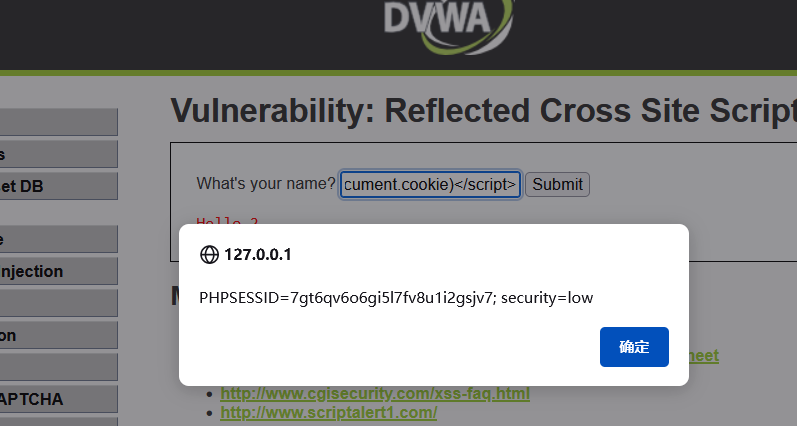 DVWA
Vulnerability: Reflected Cross Site Script
s
et DB
What's your name? cument.cookie)</script> Submit
Hello 2
e
njection
127.0.0.1
PHPSESSID=7gt6qv6o6gi5l7fv8u1i2gsjv7; security=low
on
确定
M
heet
APTCHA
http://www.cgisecurity.com/xss-faq.html
http://www.scriptalert1.com/